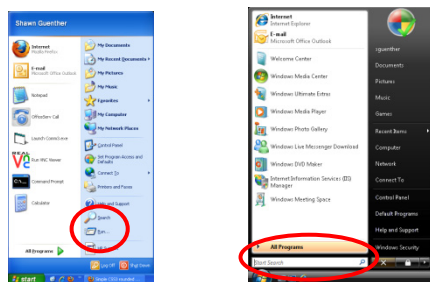 Shawn Guenther
Internet
Mozilla Firefox
E-mail
Microsoft Office Outlook
Notepad
OfficeServ Call
Launch CommServe
Run VNC Viewer
Command Prompt
Calculator
All Programs
My Documents
My Recent Documents
My Pictures
My Music
Favorites
My Computer
My Network Places
Control Panel
Set Program Access and
Defaults
Connect To
Printers and Faxes
Help and Support
Search
Run...
Log Off
Shut Down
start
Internet
Internet Explorer
E-mail
Microsoft Office Outlook
Welcome Center
Windows Media Center
Windows Ultimate Extras
Windows Media Player
Windows Photo Gallery
Windows Live Messenger Download
Windows DVD Maker
Internet Information Services (IIS)
Manager
Windows Meeting Space
All Programs
Start Search
sguenther
Documents
Pictures
Music
Games
Recent Items
Computer
Network
Connect To
Control Panel
Default Programs
Help and Support
Windows Security